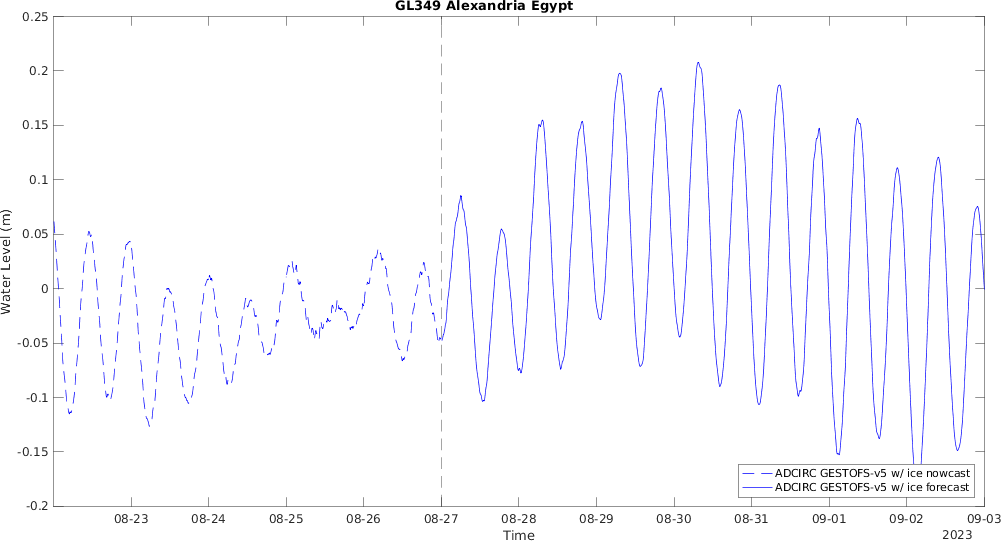 GL349 Alexandria Egypt
0.25
0.2
0.15
0.1
0.05
0
-0.05
-0.1
-0.15
-0.2
Water Level (m)
ADCIRC GESTOFS-v5 w/ ice nowcast
ADCIRC GESTOFS-v5 w/ ice forecast
08-23 08-24 08-25 08-26 08-27 08-28 08-29 08-30 08-31 09-01 09-02 09-03
Time
2023